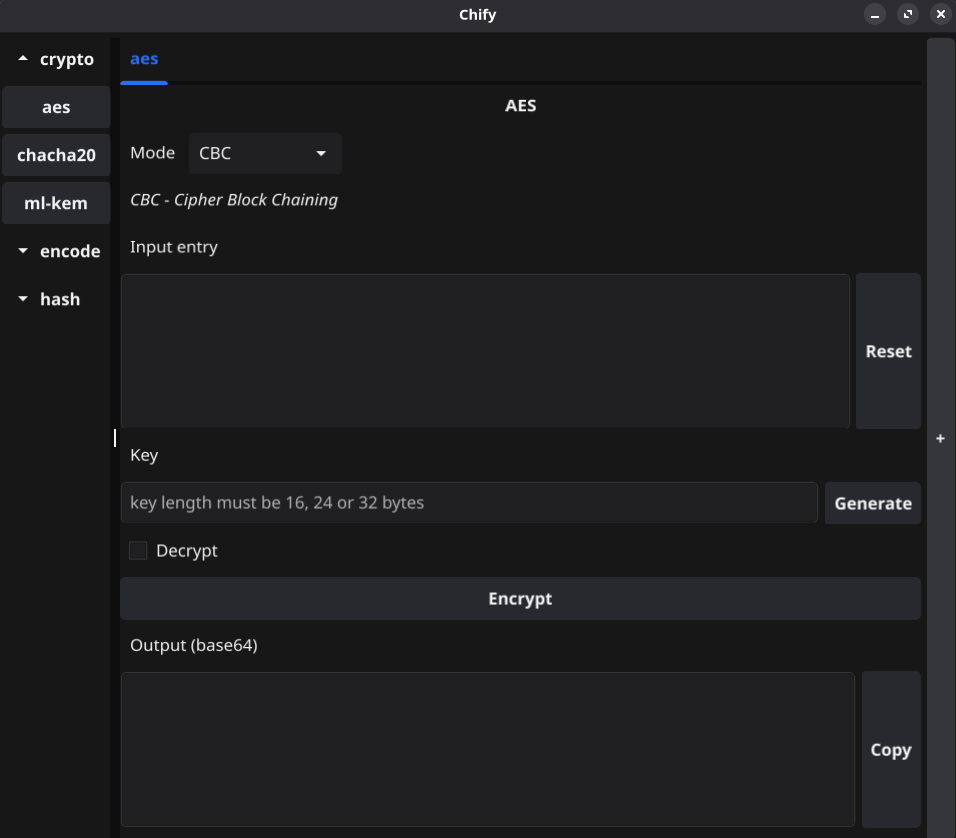 Chify
crypto
aes
chacha20
ml-kem
encode
hash
aes
AES
Mode CBC
CBC - Cipher Block Chaining
Input entry
Reset
+
Key
key length must be 16, 24 or 32 bytes
Generate
Decrypt
Encrypt
Output (base64)
Copy